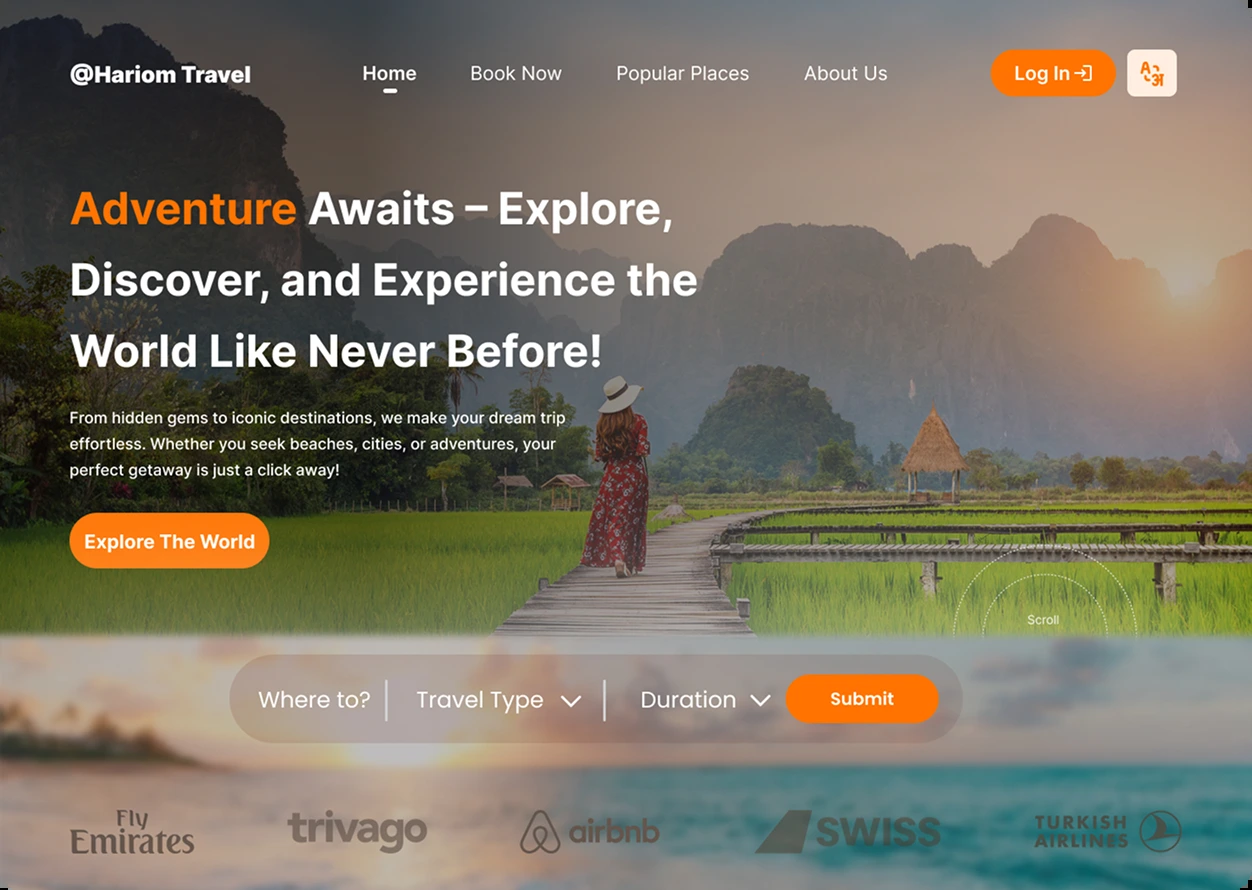 @Hariom Travel
Home
Book Now
Popular Places
About Us
Log In
A
अ
Adventure Awaits – Explore,
Discover, and Experience the
World Like Never Before!
From hidden gems to iconic destinations, we make your dream trip
effortless. Whether you seek beaches, cities, or adventures, your
perfect getaway is just a click away!
Explore The World
Scroll
Where to?
Travel Type
Duration
Submit
Fly
Emirates
trivago
airbnb
SWISS
TURKISH
AIRLINES